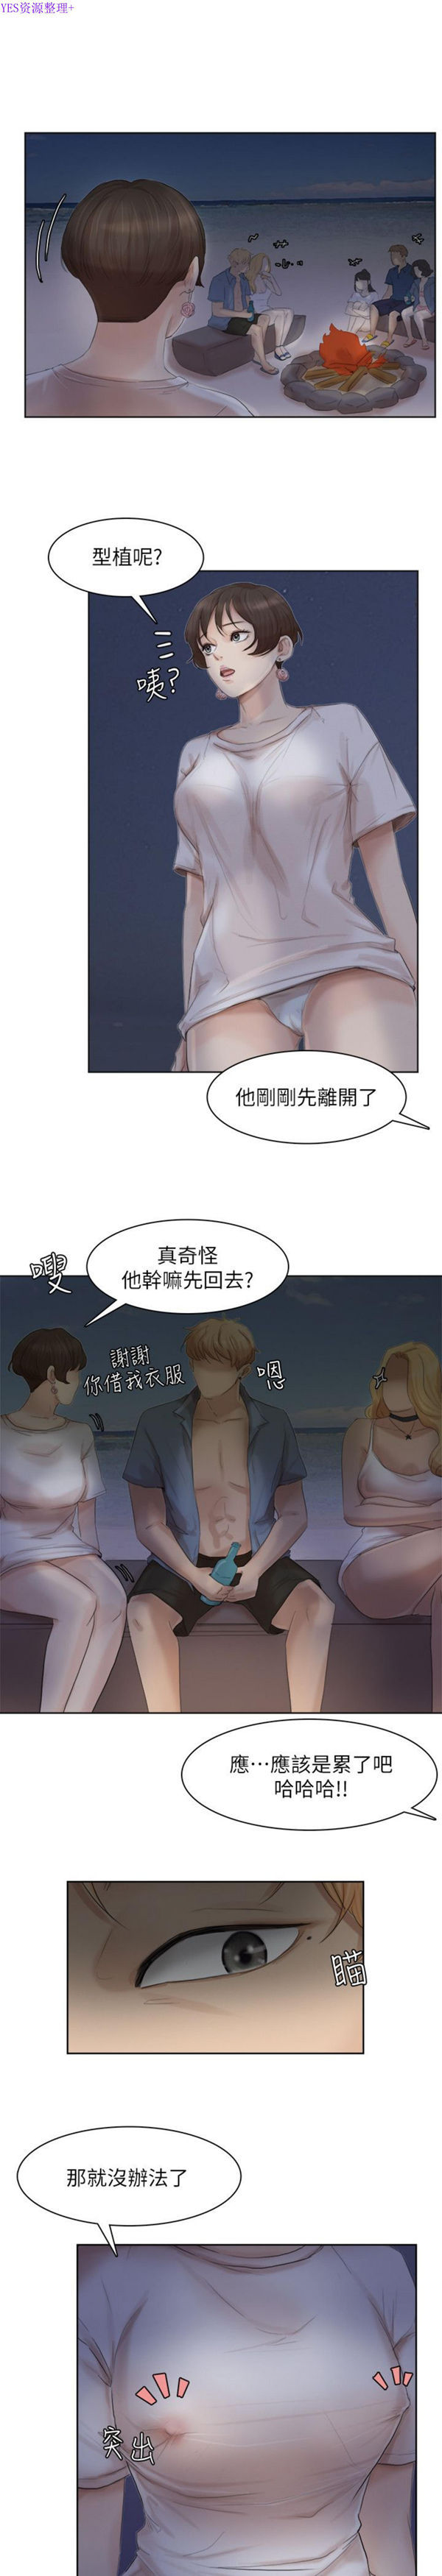 YES资源整理+
型植呢?
咦?
他剛剛先離開了
嗖
真奇怪
他幹嘛先回去?
謝謝
你借我衣服
嗯
應…應該是累了吧
哈哈哈!!
瞄
那就沒辦法了
突出